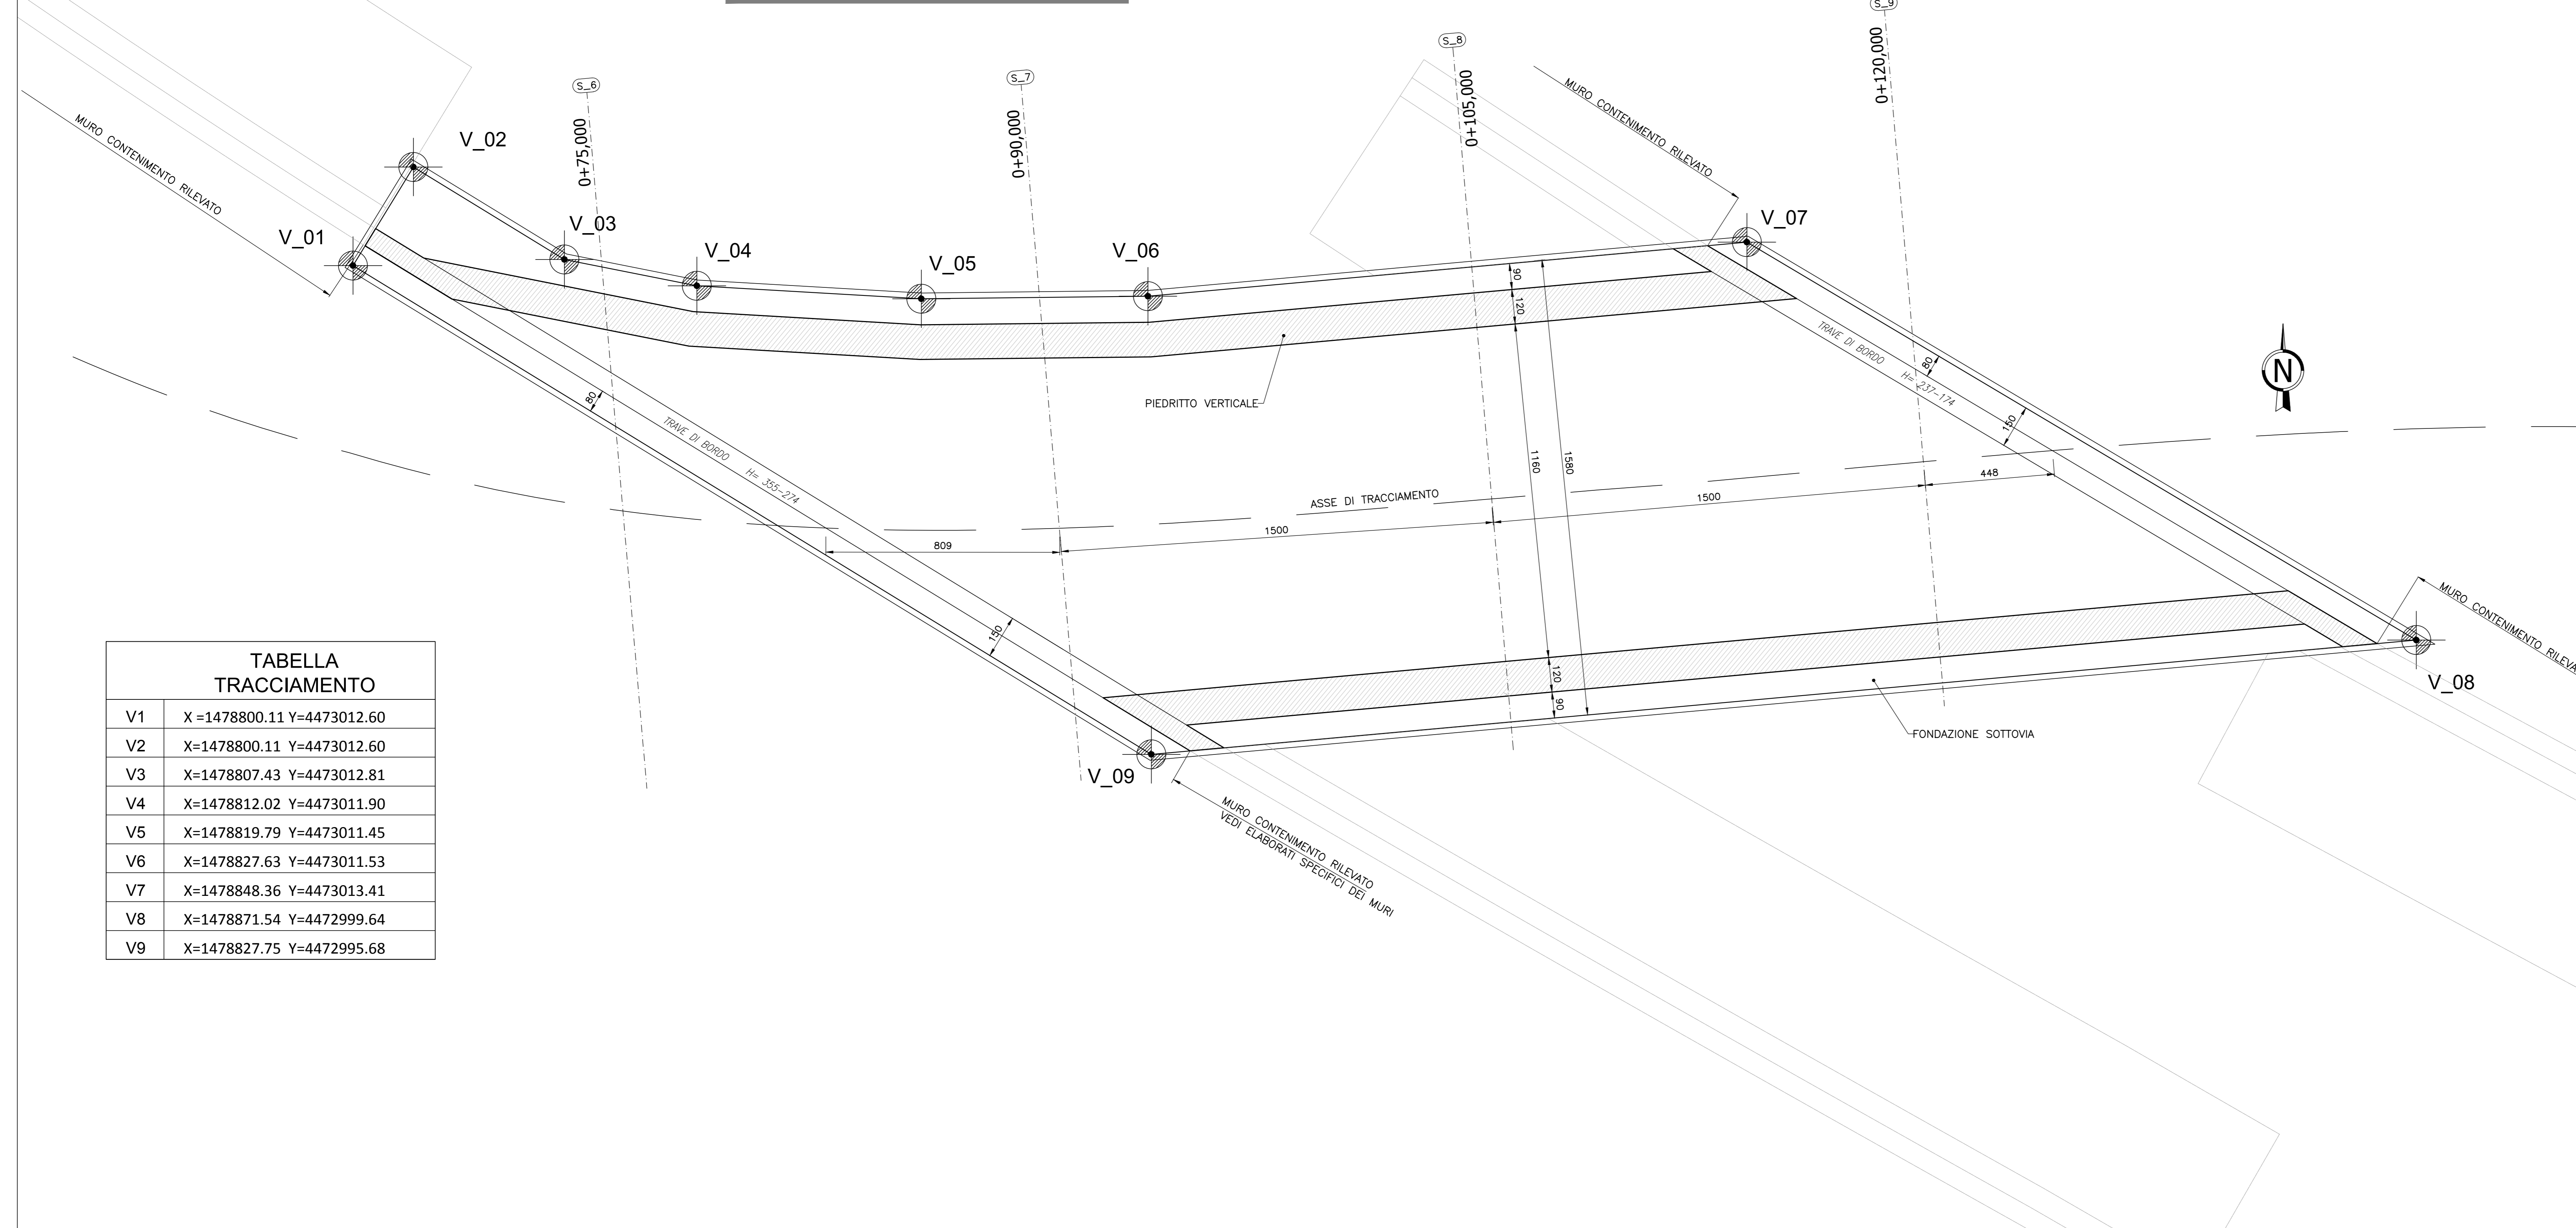 S_9
S_8
S_7
S_6
0+120,000
0+105,000
0+90,000
0+75,000
MURO CONTENIMENTO RILEVATO
MURO CONTENIMENTO RILEVATO
V_02
V_01
V_03
V_04
V_05
V_06
V_07
90
120
1160
1580
120
90
PIEDRITTO VERTICALE
80
TRAVE DI BORDO H= 355-274
150
TRAVE DI BORDO H= 237-174
80
150
N
ASSE DI TRACCIAMENTO
809
1500
1500
448
MURO CONTENIMENTO
V_08
FONDAZIONE SOTTOVIA
V_09
MURO CONTENIMENTO RILEVATO
VEDI ELABORATI SPECIFICI DEI MURI
TABELLA
TRACCIAMENTO
V1 X =1478800.11 Y=4473012.60
V2 X=1478800.11 Y=4473012.60
V3 X=1478807.43 Y=4473012.81
V4 X=1478812.02 Y=4473011.90
V5 X=1478819.79 Y=4473011.45
V6 X=1478827.63 Y=4473011.53
V7 X=1478848.36 Y=4473013.41
V8 X=1478871.54 Y=4472999.64
V9 X=1478827.75 Y=4472995.68